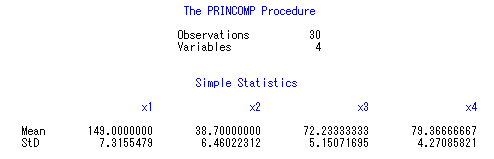 The PRINCOMP Procedure
Observations 30
Variables 4
Simple Statistics
x1 x2 x3 x4
Mean 149.0000000 38.70000000 72.23333333 79.36666667
StD 7.3155479 6.46022312 5.15071695 4.27085821